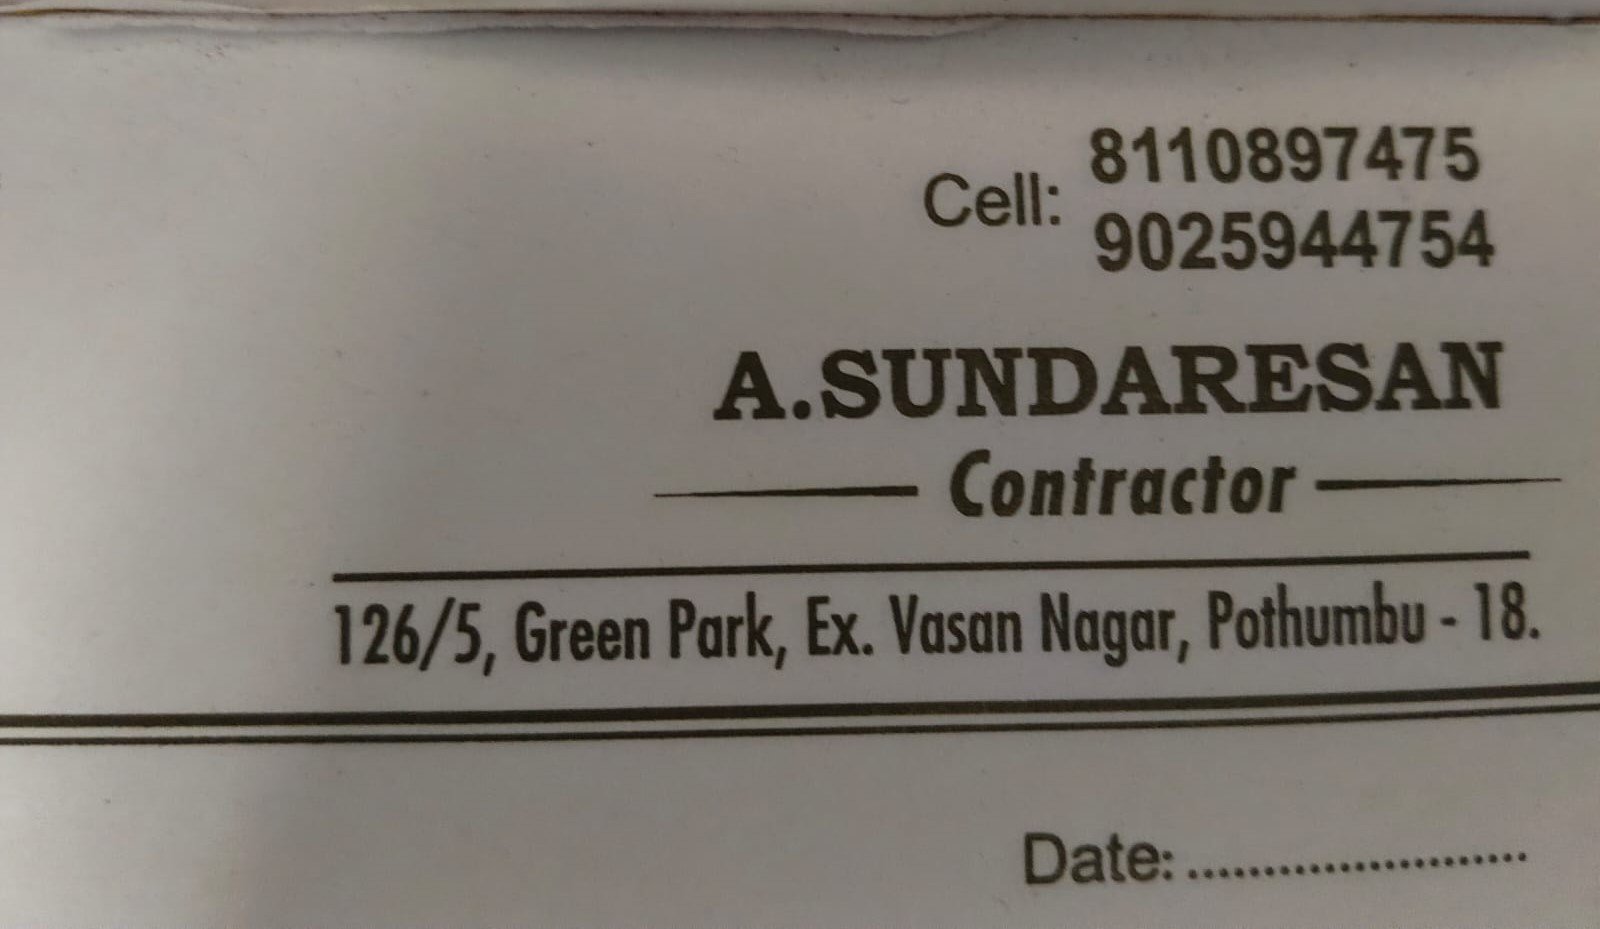 Cell: 8110897475
9025944754
A.SUNDARESAN
Contractor
126/5, Green Park, Ex. Vasan Nagar, Pothumbu - 18.
Date:.......................